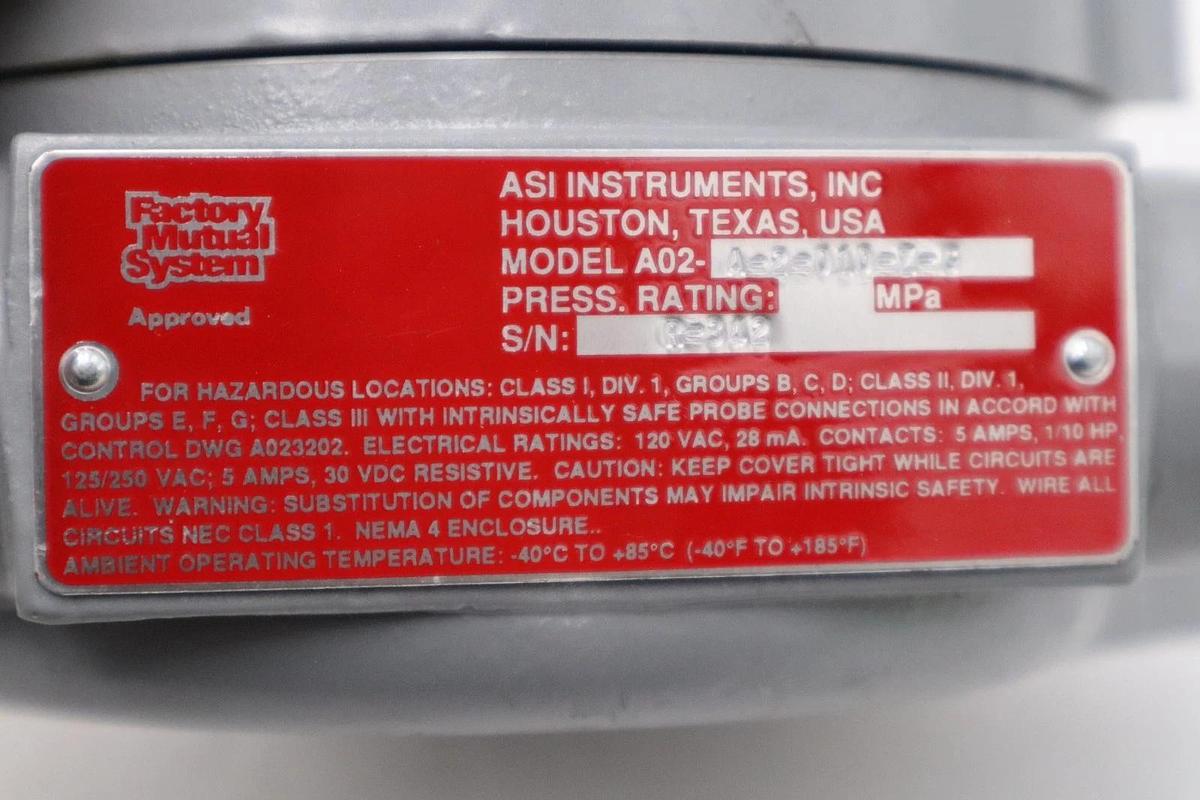 Factory
Mutual
System
Approved
ASI INSTRUMENTS, INC
HOUSTON, TEXAS, USA
MODEL A02-
PRESS. RATING: MPa
S/N:
FOR HAZARDOUS LOCATIONS: CLASS I, DIV. 1, GROUPS B, C, D; CLASS II, DIV. 1,
GROUPS E, F, G; CLASS III WITH INTRINSICALLY SAFE PROBE CONNECTIONS IN ACCORD WITH
CONTROL DWG A023202. ELECTRICAL RATINGS: 120 VAC, 28 mA. CONTACTS: 5 AMPS, 1/10 HP,
125/250 VAC; 5 AMPS, 30 VDC RESISTIVE. CAUTION: KEEP COVER TIGHT WHILE CIRCUITS ARE
ALIVE. WARNING: SUBSTITUTION OF COMPONENTS MAY IMPAIR INTRINSIC SAFETY. WIRE ALL
CIRCUITS NEC CLASS 1. NEMA 4 ENCLOSURE..
AMBIENT OPERATING TEMPERATURE: -40°C TO +85°C (-40°F TO +185°F)